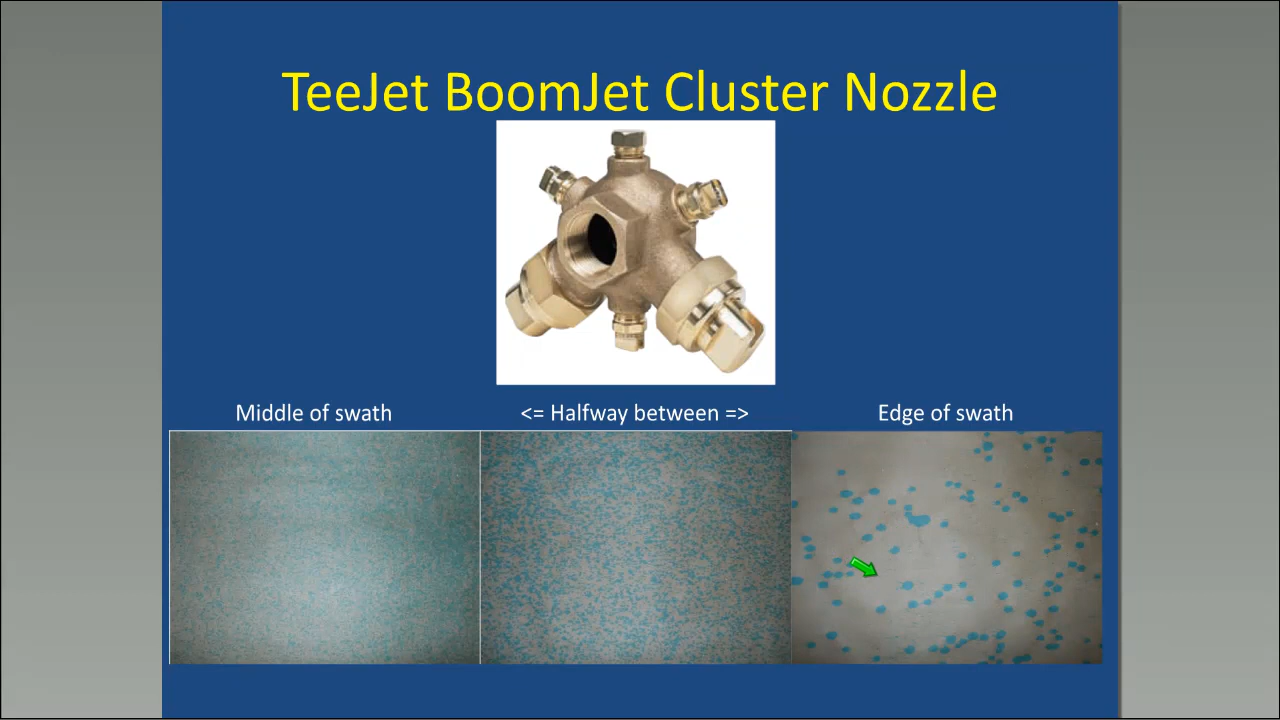 TeeJet BoomJet Cluster Nozzle
Middle of swath
<= Halfway between =>
Edge of swath